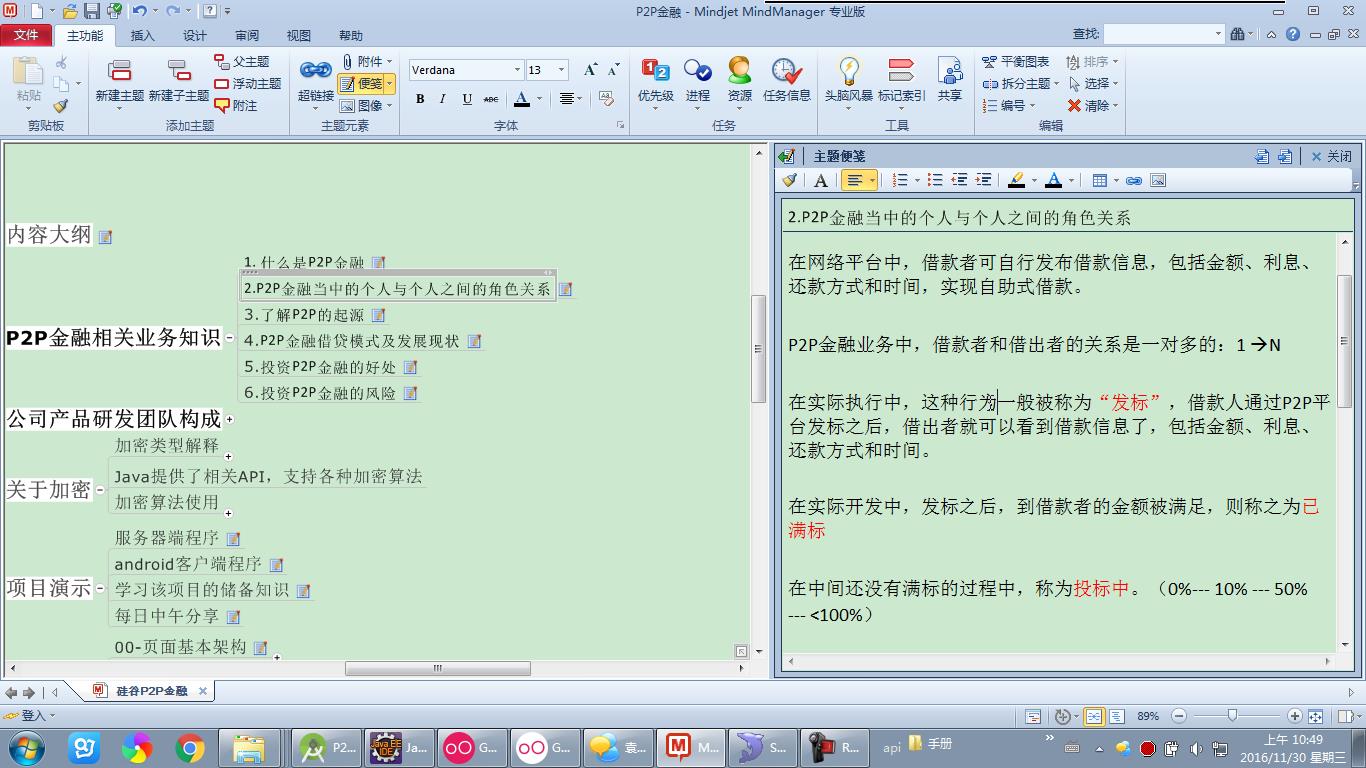 P2P金融 - Mindjet MindManager 专业版
文件 主功能 插入 设计 审阅 视图 帮助 查找:
粘贴 新建主题 新建子主题 父主题 浮动主题 附注 超链接 附件 便笺 图像 Verdana 13 优先级 进程 资源 任务信息 头脑风暴 标记索引 共享 平衡图表 拆分主题 编号 排序 选择 清除
剪贴板 添加主题 主题元素 字体 任务 工具 编辑
内容大纲
P2P金融相关业务知识
1. 什么是P2P金融
2.P2P金融当中的个人与个人之间的角色关系
3.了解P2P的起源
4.P2P金融借贷模式及发展现状
5.投资P2P金融的好处
6.投资P2P金融的风险
公司产品研发团队构成
关于加密
加密类型解释
Java提供了相关API，支持各种加密算法
加密算法使用
项目演示
服务器端程序
android客户端程序
学习该项目的储备知识
每日中午分享
00-页面基本架构
主题便笺 关闭
2.P2P金融当中的个人与个人之间的角色关系
在网络平台中，借款者可自行发布借款信息，包括金额、利息、
还款方式和时间，实现自助式借款。
P2P金融业务中，借款者和借出者的关系是一对多的：1→N
在实际执行中，这种行为一般被称为“发标”，借款人通过P2P平
台发标之后，借出者就可以看到借款信息了，包括金额、利息、
还款方式和时间。
在实际开发中，发标之后，到借款者的金额被满足，则称之为已
满标
在中间还没有满标的过程中，称为投标中。（0%--- 10% --- 50%
--- <100%）
硅谷P2P金融
登入 89%
P2... Ja... G... G... 袁... M... S... R... api 手册
上午 10:49
2016/11/30 星期三